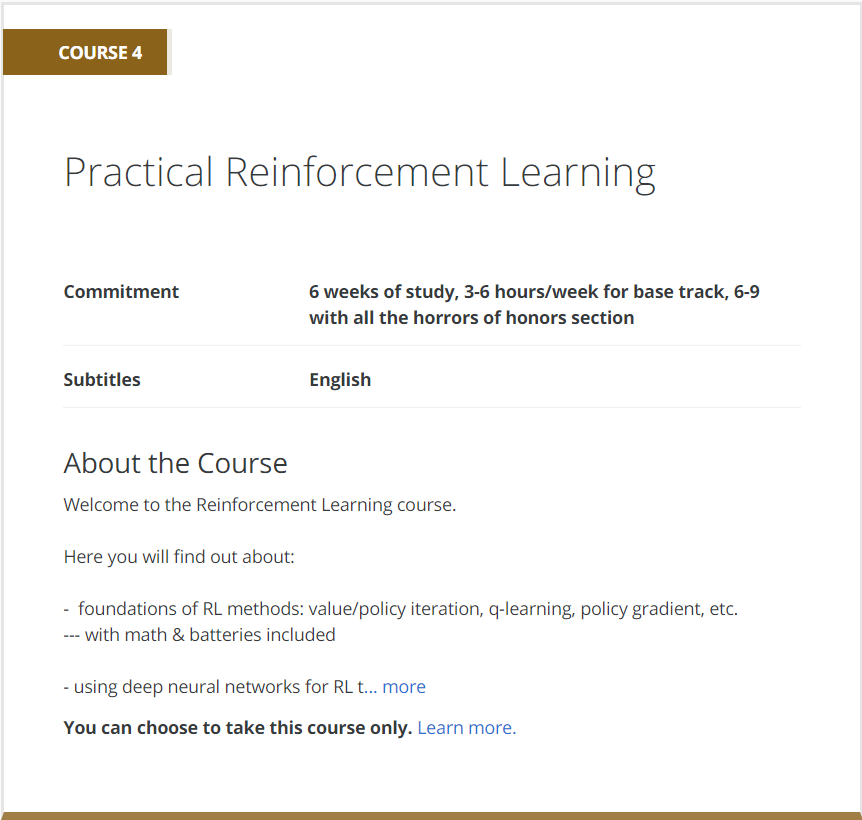 COURSE 4
Practical Reinforcement Learning
Commitment
6 weeks of study, 3-6 hours/week for base track, 6-9
with all the horrors of honors section
Subtitles
English
About the Course
Welcome to the Reinforcement Learning course.
Here you will find out about:
-  foundations of RL methods: value/policy iteration, q-learning, policy gradient, etc.
--- with math & batteries included
- using deep neural networks for RL t... more
You can choose to take this course only. Learn more.